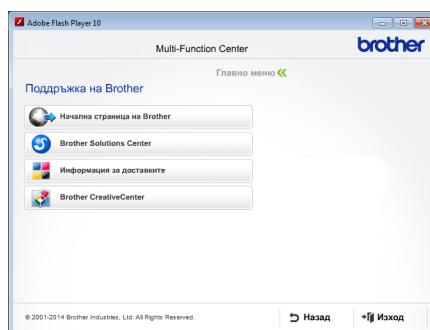 Adobe Flash Player 10
Multi-Function Center
brother
Главно меню
Поддръжка на Brother
Начална страница на Brother
Brother Solutions Center
Информация за доставките
Brother CreativeCenter
© 2001-2014 Brother Industries, Ltd. All Rights Reserved.
Назад
Изход